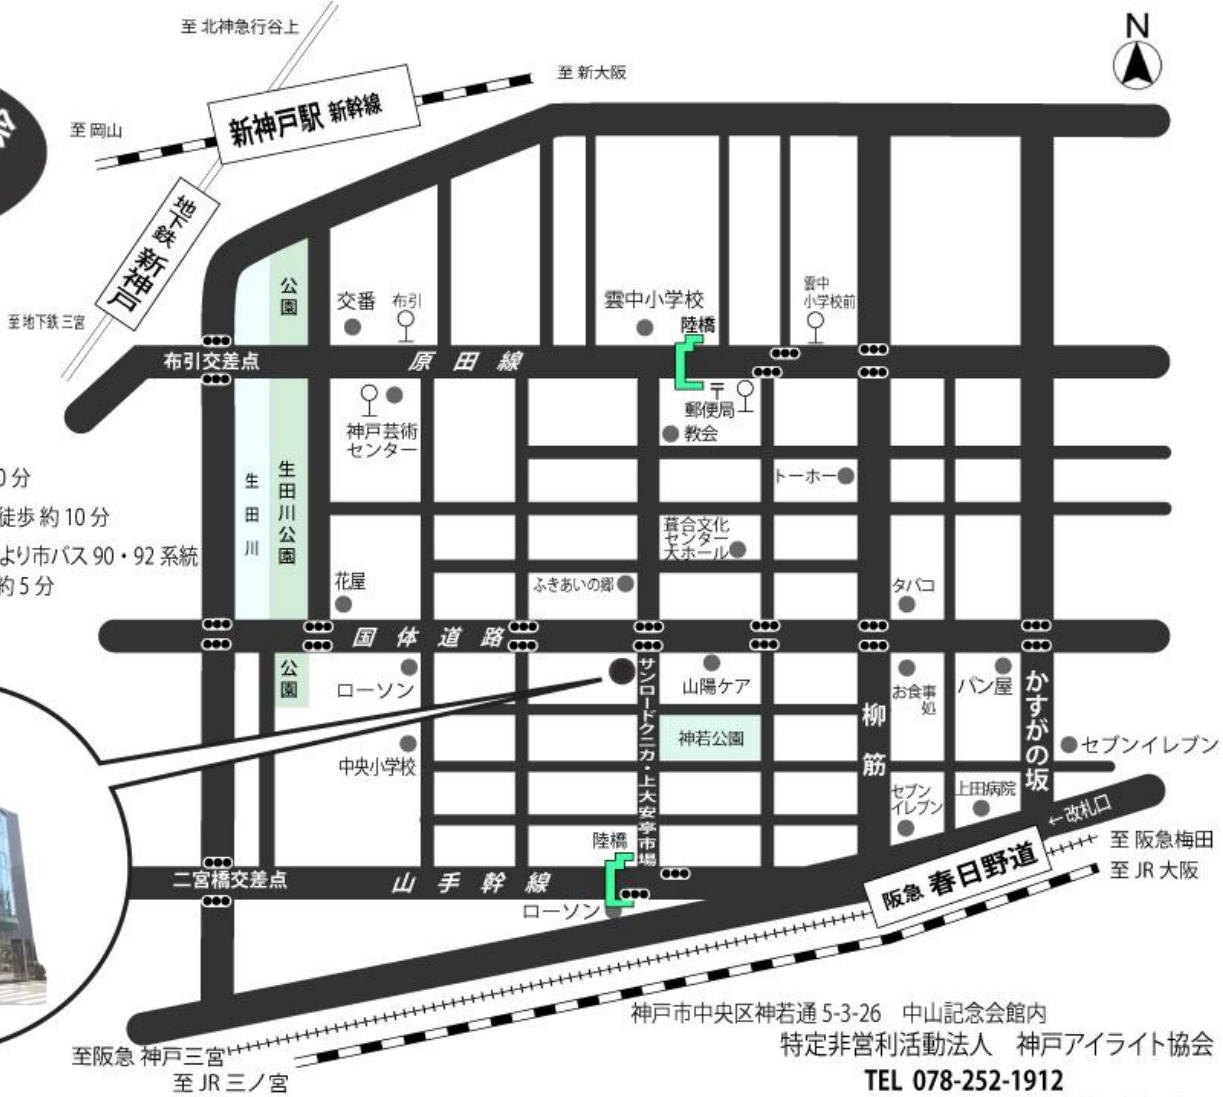 至 北神急行谷上
N
至 新大阪
新神戸駅 新幹線
至 岡山
地下鉄 新神戸
至 地下鉄 三宮
公園
交番
布引
雲中小学校
雲中
小学校前
陸橋
布引交差点
原田線
〒
郵便局
神戸芸術
センター
教会
トーホー
生田川
生田川公園
0 分
徒歩 約 10 分
より市バス 90・92 系統
約 5 分
葺合文化
センター
大ホール
花屋
ふきあいの郷
タバコ
国体道路
公園
ローソン
サンロードクニカ・上大安亭市場
山陽ケア
お食事
処
パン屋
柳筋
かすがの坂
神若公園
中央小学校
セブンイレブン
セブン
イレブン
上田病院
←改札口
陸橋
二宮橋交差点
山手幹線
ローソン
阪急 春日野道
至 阪急梅田
至 JR 大阪
至阪急 神戸三宮
至 JR 三ノ宮
神戸市中央区神若通 5-3-26 中山記念会館内
特定非営利活動法人 神戸アイライト協会
TEL 078-252-1912